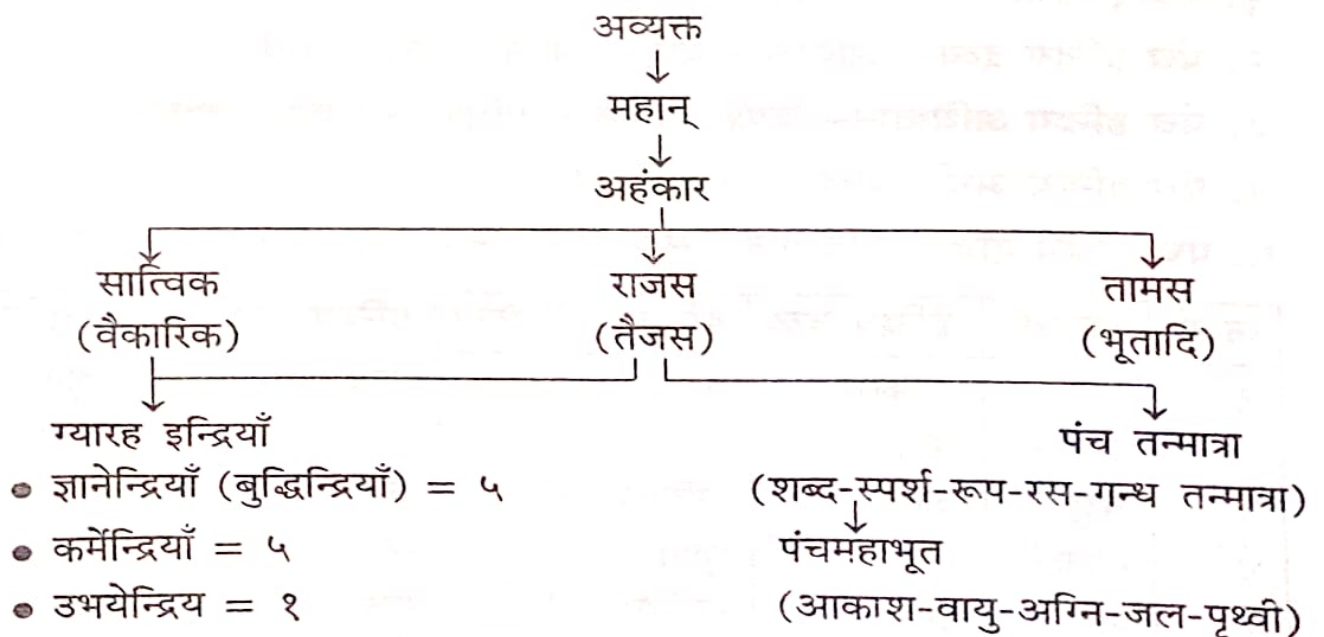 अव्यक्त
महान्
अहंकार
सात्विक राजस तामस
(वैकारिक) (तैजस) (भूतादि)
ग्यारह इन्द्रियाँ पंच तन्मात्रा
• ज्ञानेन्द्रियाँ (बुद्धिन्द्रियाँ) = ५ (शब्द-स्पर्श-रूप-रस-गन्ध तन्मात्रा)
• कर्मेन्द्रियाँ = ५ पंचमहाभूत
• उभयेन्द्रिय = १ (आकाश-वायु-अग्नि-जल-पृथ्वी)